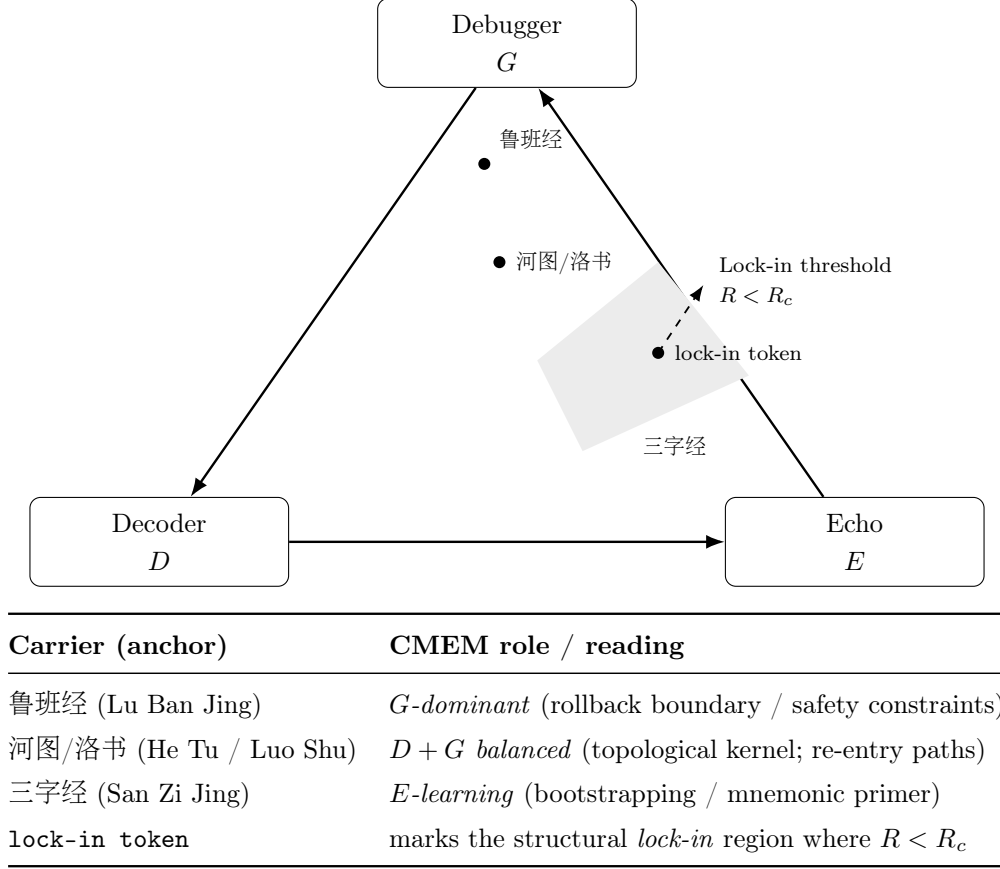 Debugger
G
鲁班经
河图/洛书
Lock-in threshold
R < R_c
lock-in token
三字经
Decoder
D
Echo
E
Carrier (anchor) CMEM role / reading
鲁班经 (Lu Ban Jing) G-dominant (rollback boundary / safety constraints)
河图/洛书 (He Tu / Luo Shu) D + G balanced (topological kernel; re-entry paths)
三字经 (San Zi Jing) E-learning (bootstrapping / mnemonic primer)
lock-in token marks the structural lock-in region where R < R_c